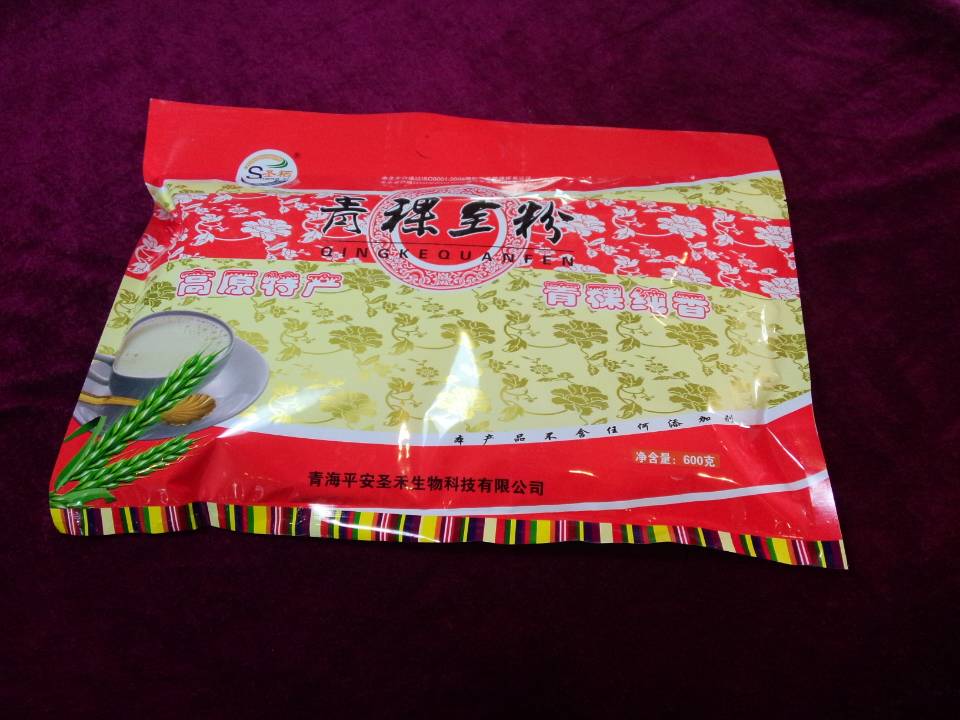 S圣祁
青稞全粉
QINGKEQUANFEN
高原特产
青稞纯香
本产品不含任何添加剂
净含量：600克
青海平安圣禾生物科技有限公司